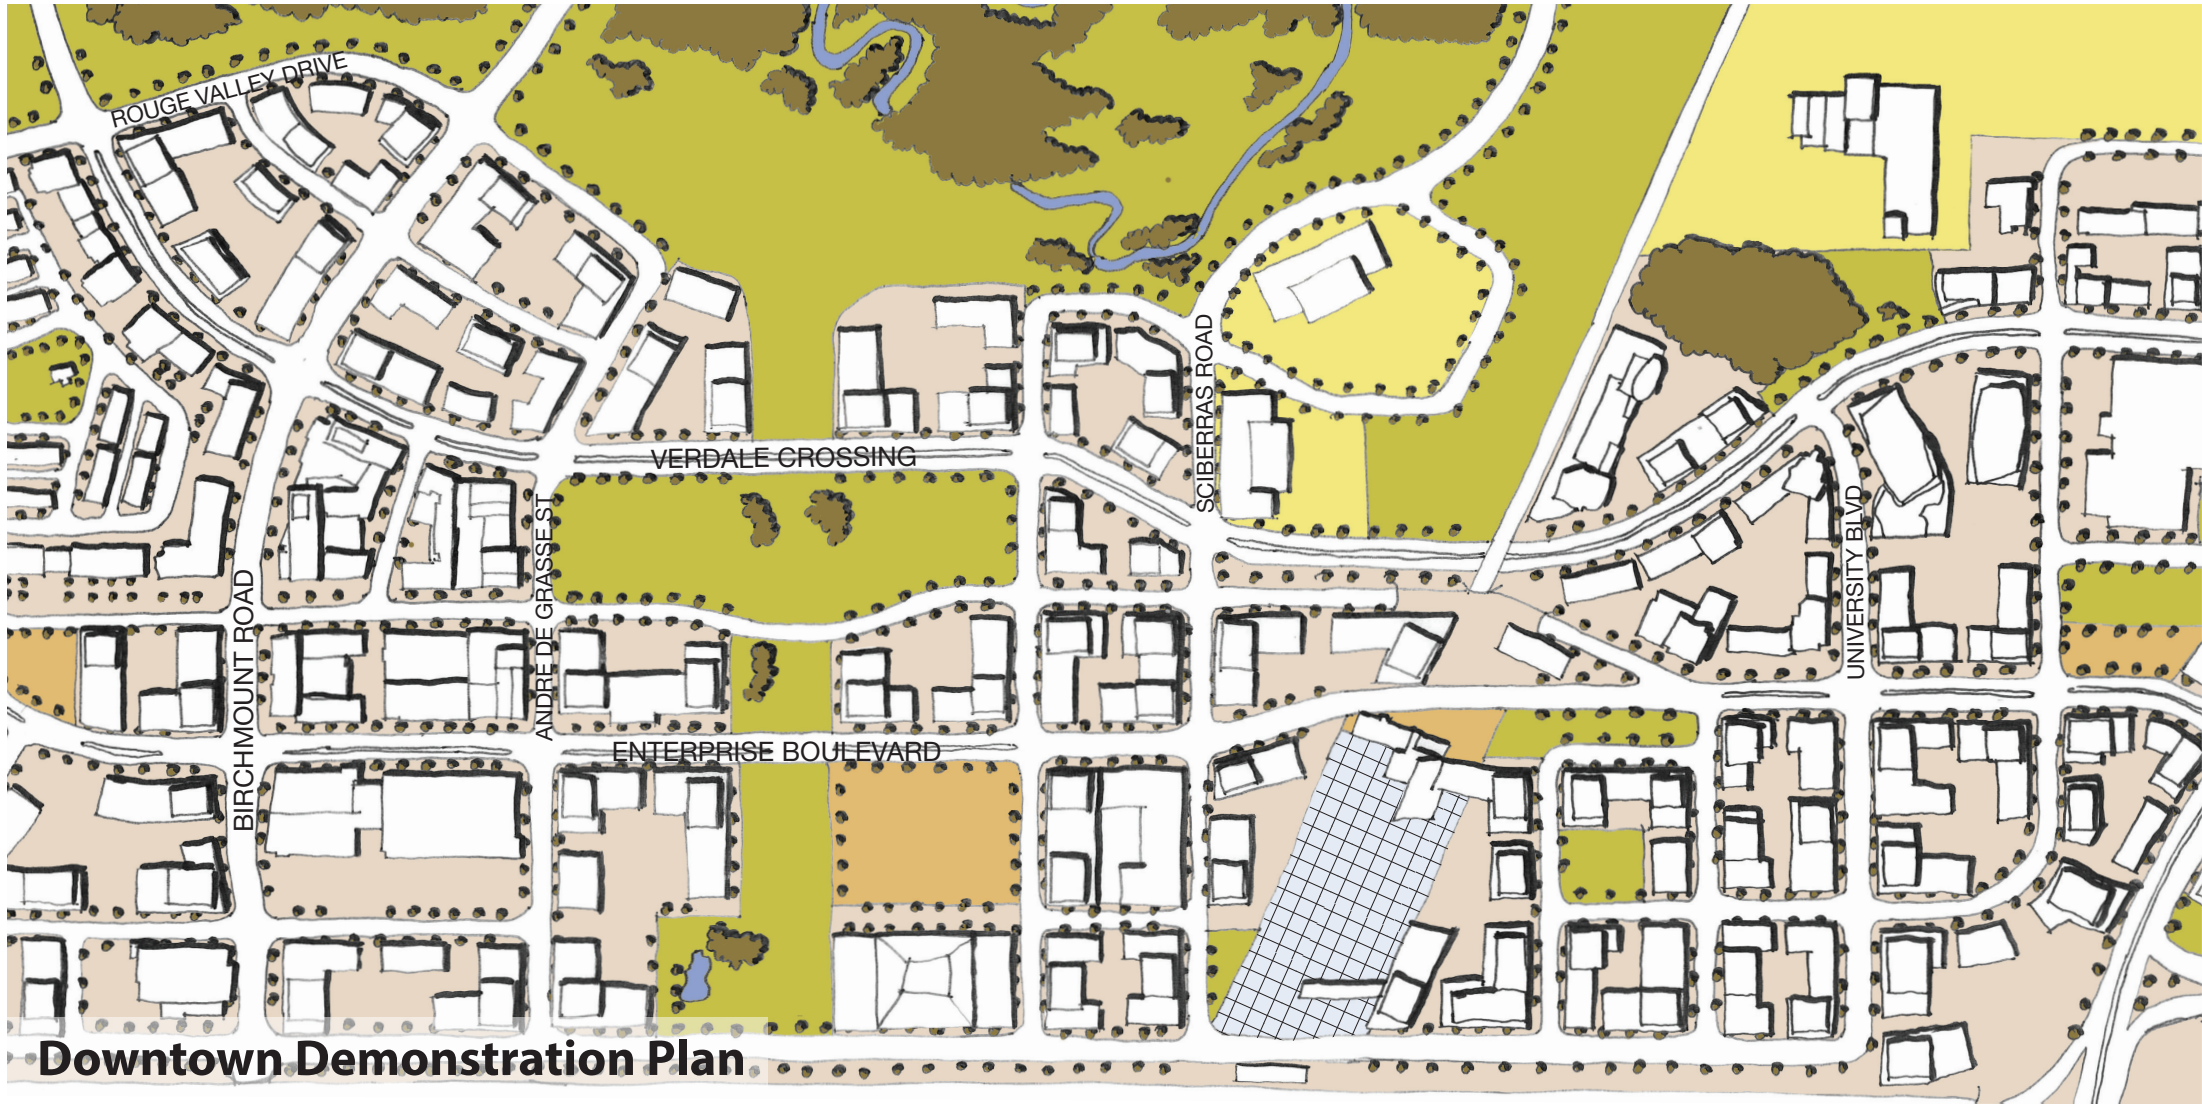 ROUGE VALLEY DRIVE
VERDALE CROSSING
SCIBERRAS ROAD
UNIVERSITY BLVD
ANDRE DE GRASSE ST
BIRCHMOUNT ROAD
ENTERPRISE BOULEVARD
Downtown Demonstration Plan